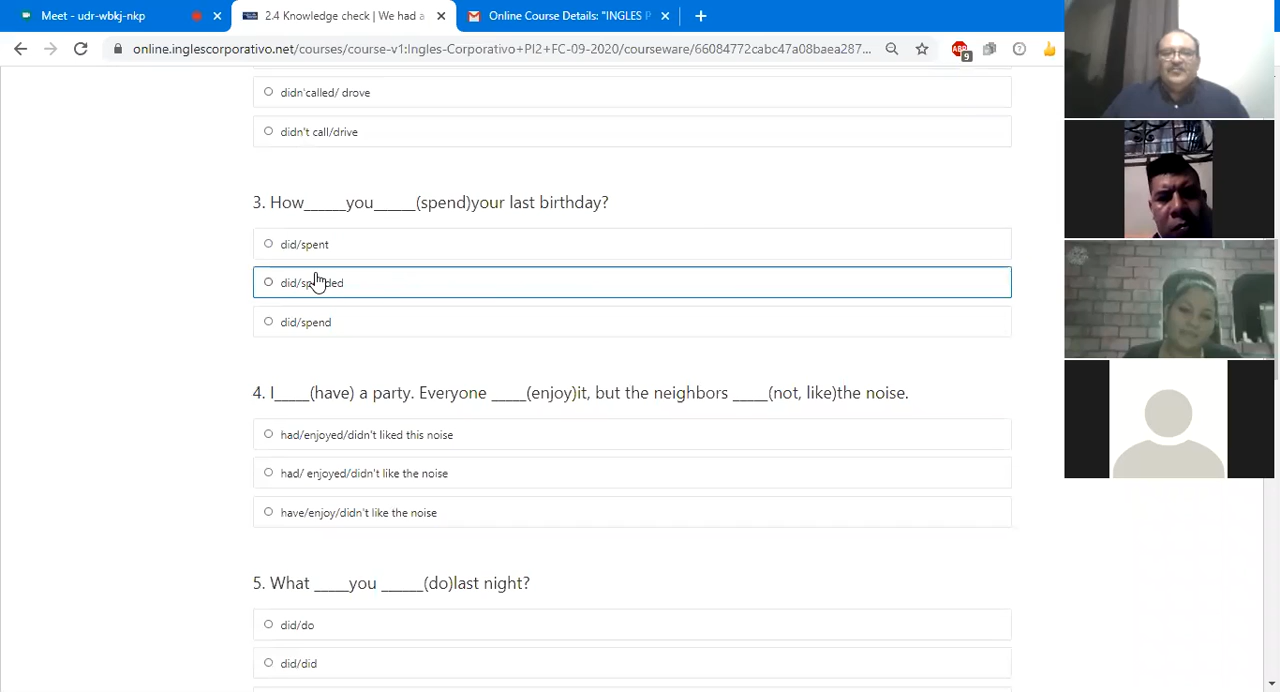 Meet - udr-wbkj-nkp
2.4 Knowledge check | We had a
Online Course Details: "INGLES P
online.inglescorporativo.net/courses/course-v1:Ingles-Corporativo+PI2+FC-09-2020/courseware/66084772cabc47a08baea287...
ABP
9
didn'called/ drove
didn't call/drive
3. How______you______(spend)your last birthday?
did/spent
did/sp ded
did/spend
4. I_____(have) a party. Everyone _____(enjoy)it, but the neighbors _____(not, like)the noise.
had/enjoyed/didn't liked this noise
had/ enjoyed/didn't like the noise
have/enjoy/didn't like the noise
5. What _____you ______(do)last night?
did/do
did/did